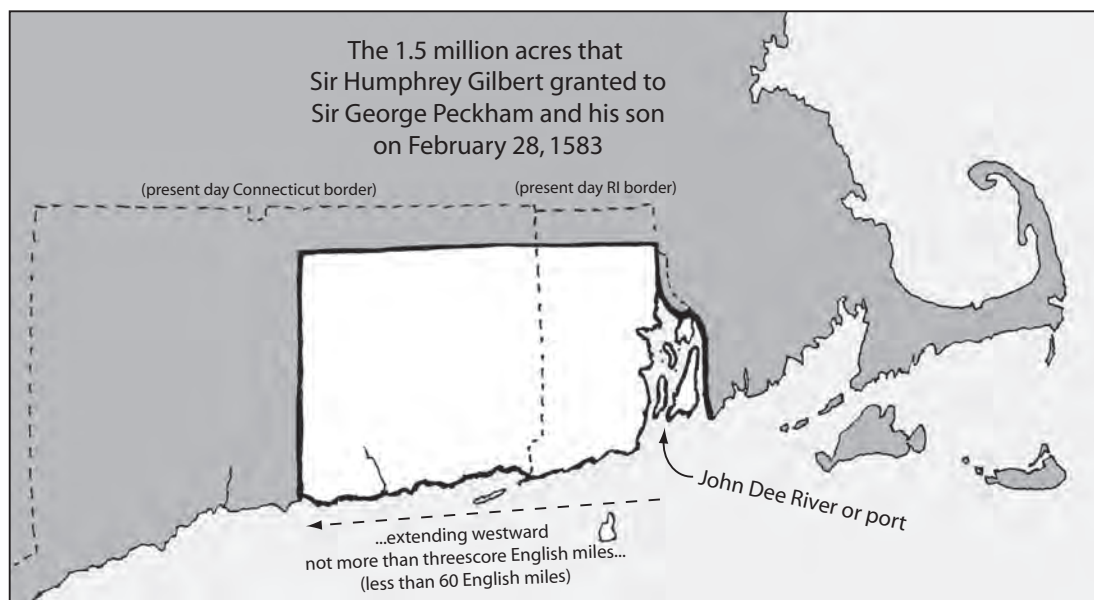 The 1.5 million acres that
Sir Humphrey Gilbert granted to
Sir George Peckham and his son
on February 28, 1583
(present day Connecticut border)
(present day RI border)
John Dee River or port
...extending westward
not more than threescore English miles...
(less than 60 English miles)